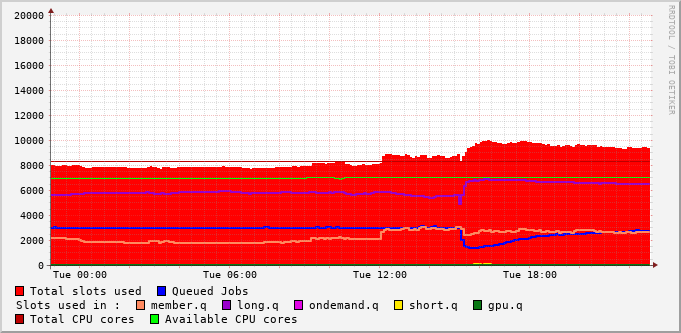 20000
18000
16000
14000
12000
10000
8000
6000
4000
2000
0
Tue 00:00 Tue 06:00 Tue 12:00 Tue 18:00
Total slots used Queued Jobs
Slots used in : member.q long.q ondemand.q short.q gpu.q
Total CPU cores Available CPU cores
RRDTOOL / TOBI OETIKER